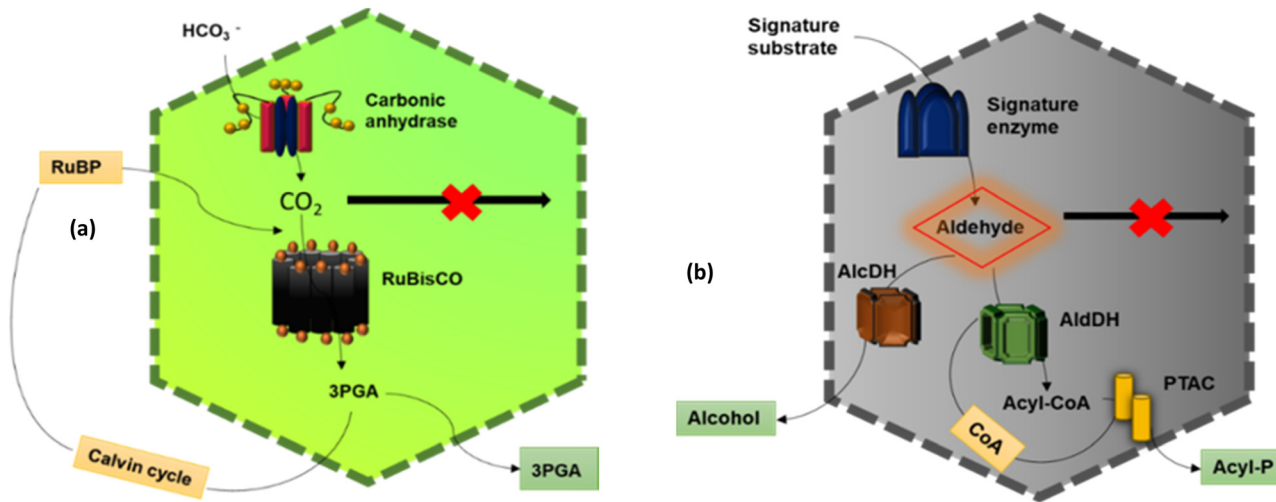 HCO₃⁻
Carbonic
anhydrase
RuBP
(a)
CO₂
RuBisCO
3PGA
Calvin cycle
3PGA
Signature
substrate
Signature
enzyme
Aldehyde
(b)
AlcDH
AldDH
Acyl-CoA
PTAC
Alcohol
CoA
Acyl-P